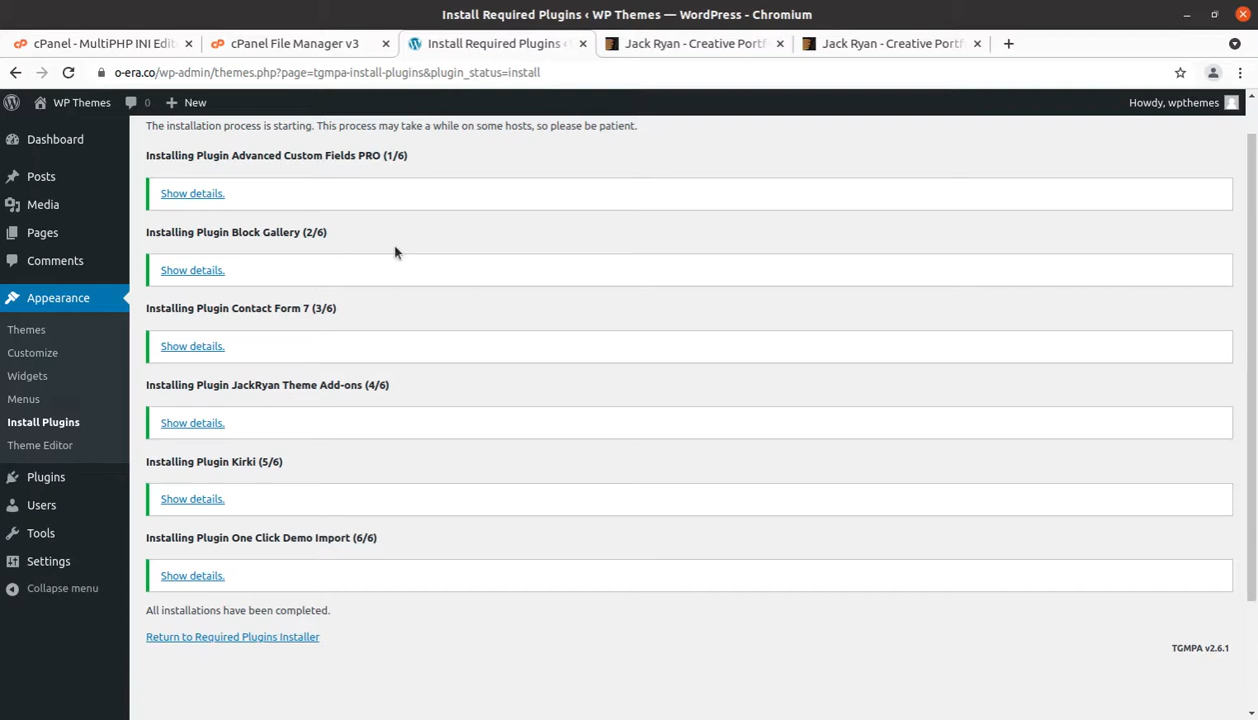 Install Required Plugins ‹ WP Themes — WordPress - Chromium
cPanel - MultiPHP INI Edit
cPanel File Manager v3
Install Required Plugins ‹
Jack Ryan - Creative Portf
Jack Ryan - Creative Portf
o-era.co/wp-admin/themes.php?page=tgmpa-install-plugins&plugin_status=install
WP Themes
0
New
Howdy, wpthemes
Dashboard
Posts
Media
Pages
Comments
Appearance
Themes
Customize
Widgets
Menus
Install Plugins
Theme Editor
Plugins
Users
Tools
Settings
Collapse menu
The installation process is starting. This process may take a while on some hosts, so please be patient.
Installing Plugin Advanced Custom Fields PRO (1/6)
Show details.
Installing Plugin Block Gallery (2/6)
Show details.
Installing Plugin Contact Form 7 (3/6)
Show details.
Installing Plugin JackRyan Theme Add-ons (4/6)
Show details.
Installing Plugin Kirki (5/6)
Show details.
Installing Plugin One Click Demo Import (6/6)
Show details.
All installations have been completed.
Return to Required Plugins Installer
TGMPA v2.6.1